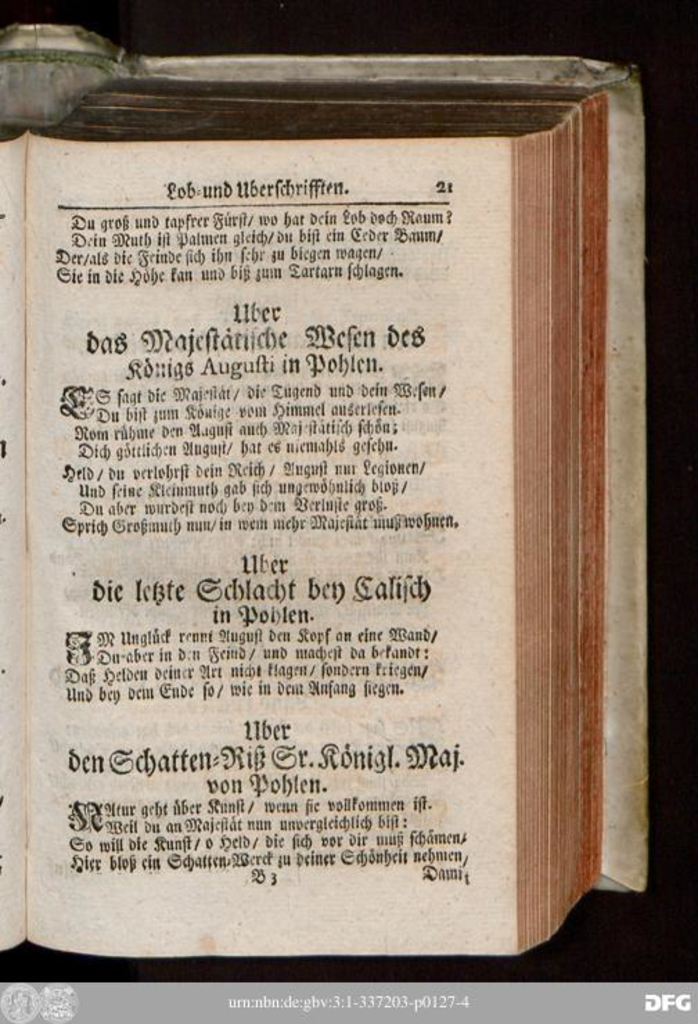 Lob-und Uberschrifften. 21
Du groß und tapfrer Fürst/ wo hat dein Lob doch Raum?
Dein Muth ist Palmen gleich/ du bist ein Ceder Baum/
Der/ als die Feinde sich ihn sehr zu biegen wagen/
Sie in die Höhe kan und biß zum Tartarn schlagen.
Uber
das Majestätische Wesen des
Königs Augusti in Pohlen.
ES sagt die Majestät/ die Tugend und dein Wesen/
Du bist zum Könige vom Himmel auserlesen.
Rom rühme den August auch Majestätisch schön;
Dich göttlichen August/ hat es niemahls gesehn.
Held/ du verlohrst dein Reich/ August nur Legionen/
Und seine Kleinmuth gab sich ungewöhnlich bloß/
Du aber wurdest noch bey dem Verluste groß.
Sprich Großmuth nun/ in wem mehr Majestät muß wohnen.
Uber
die letzte Schlacht bey Calisch
in Pohlen.
IM Unglück rennt August den Kopf an eine Wand/
Du aber in den Feind/ und machest da bekandt:
Daß Helden deiner Art nicht klagen/ sondern kriegen/
Und bey dem Ende so/ wie in dem Anfang siegen.
Uber
den Schatten-Riß Sr. Königl. Maj.
von Pohlen.
NAtur geht über Kunst/ wenn sie vollkommen ist.
Weil du an Majestät nun unvergleichlich bist:
So will die Kunst/ o Held/ die sich vor dir muß schämen/
Hier bloß ein Schatten-Werck zu deiner Schönheit nehmen/
B 3 Damit
urn:nbn:de:gbv:3:1-337203-p0127-4
DFG